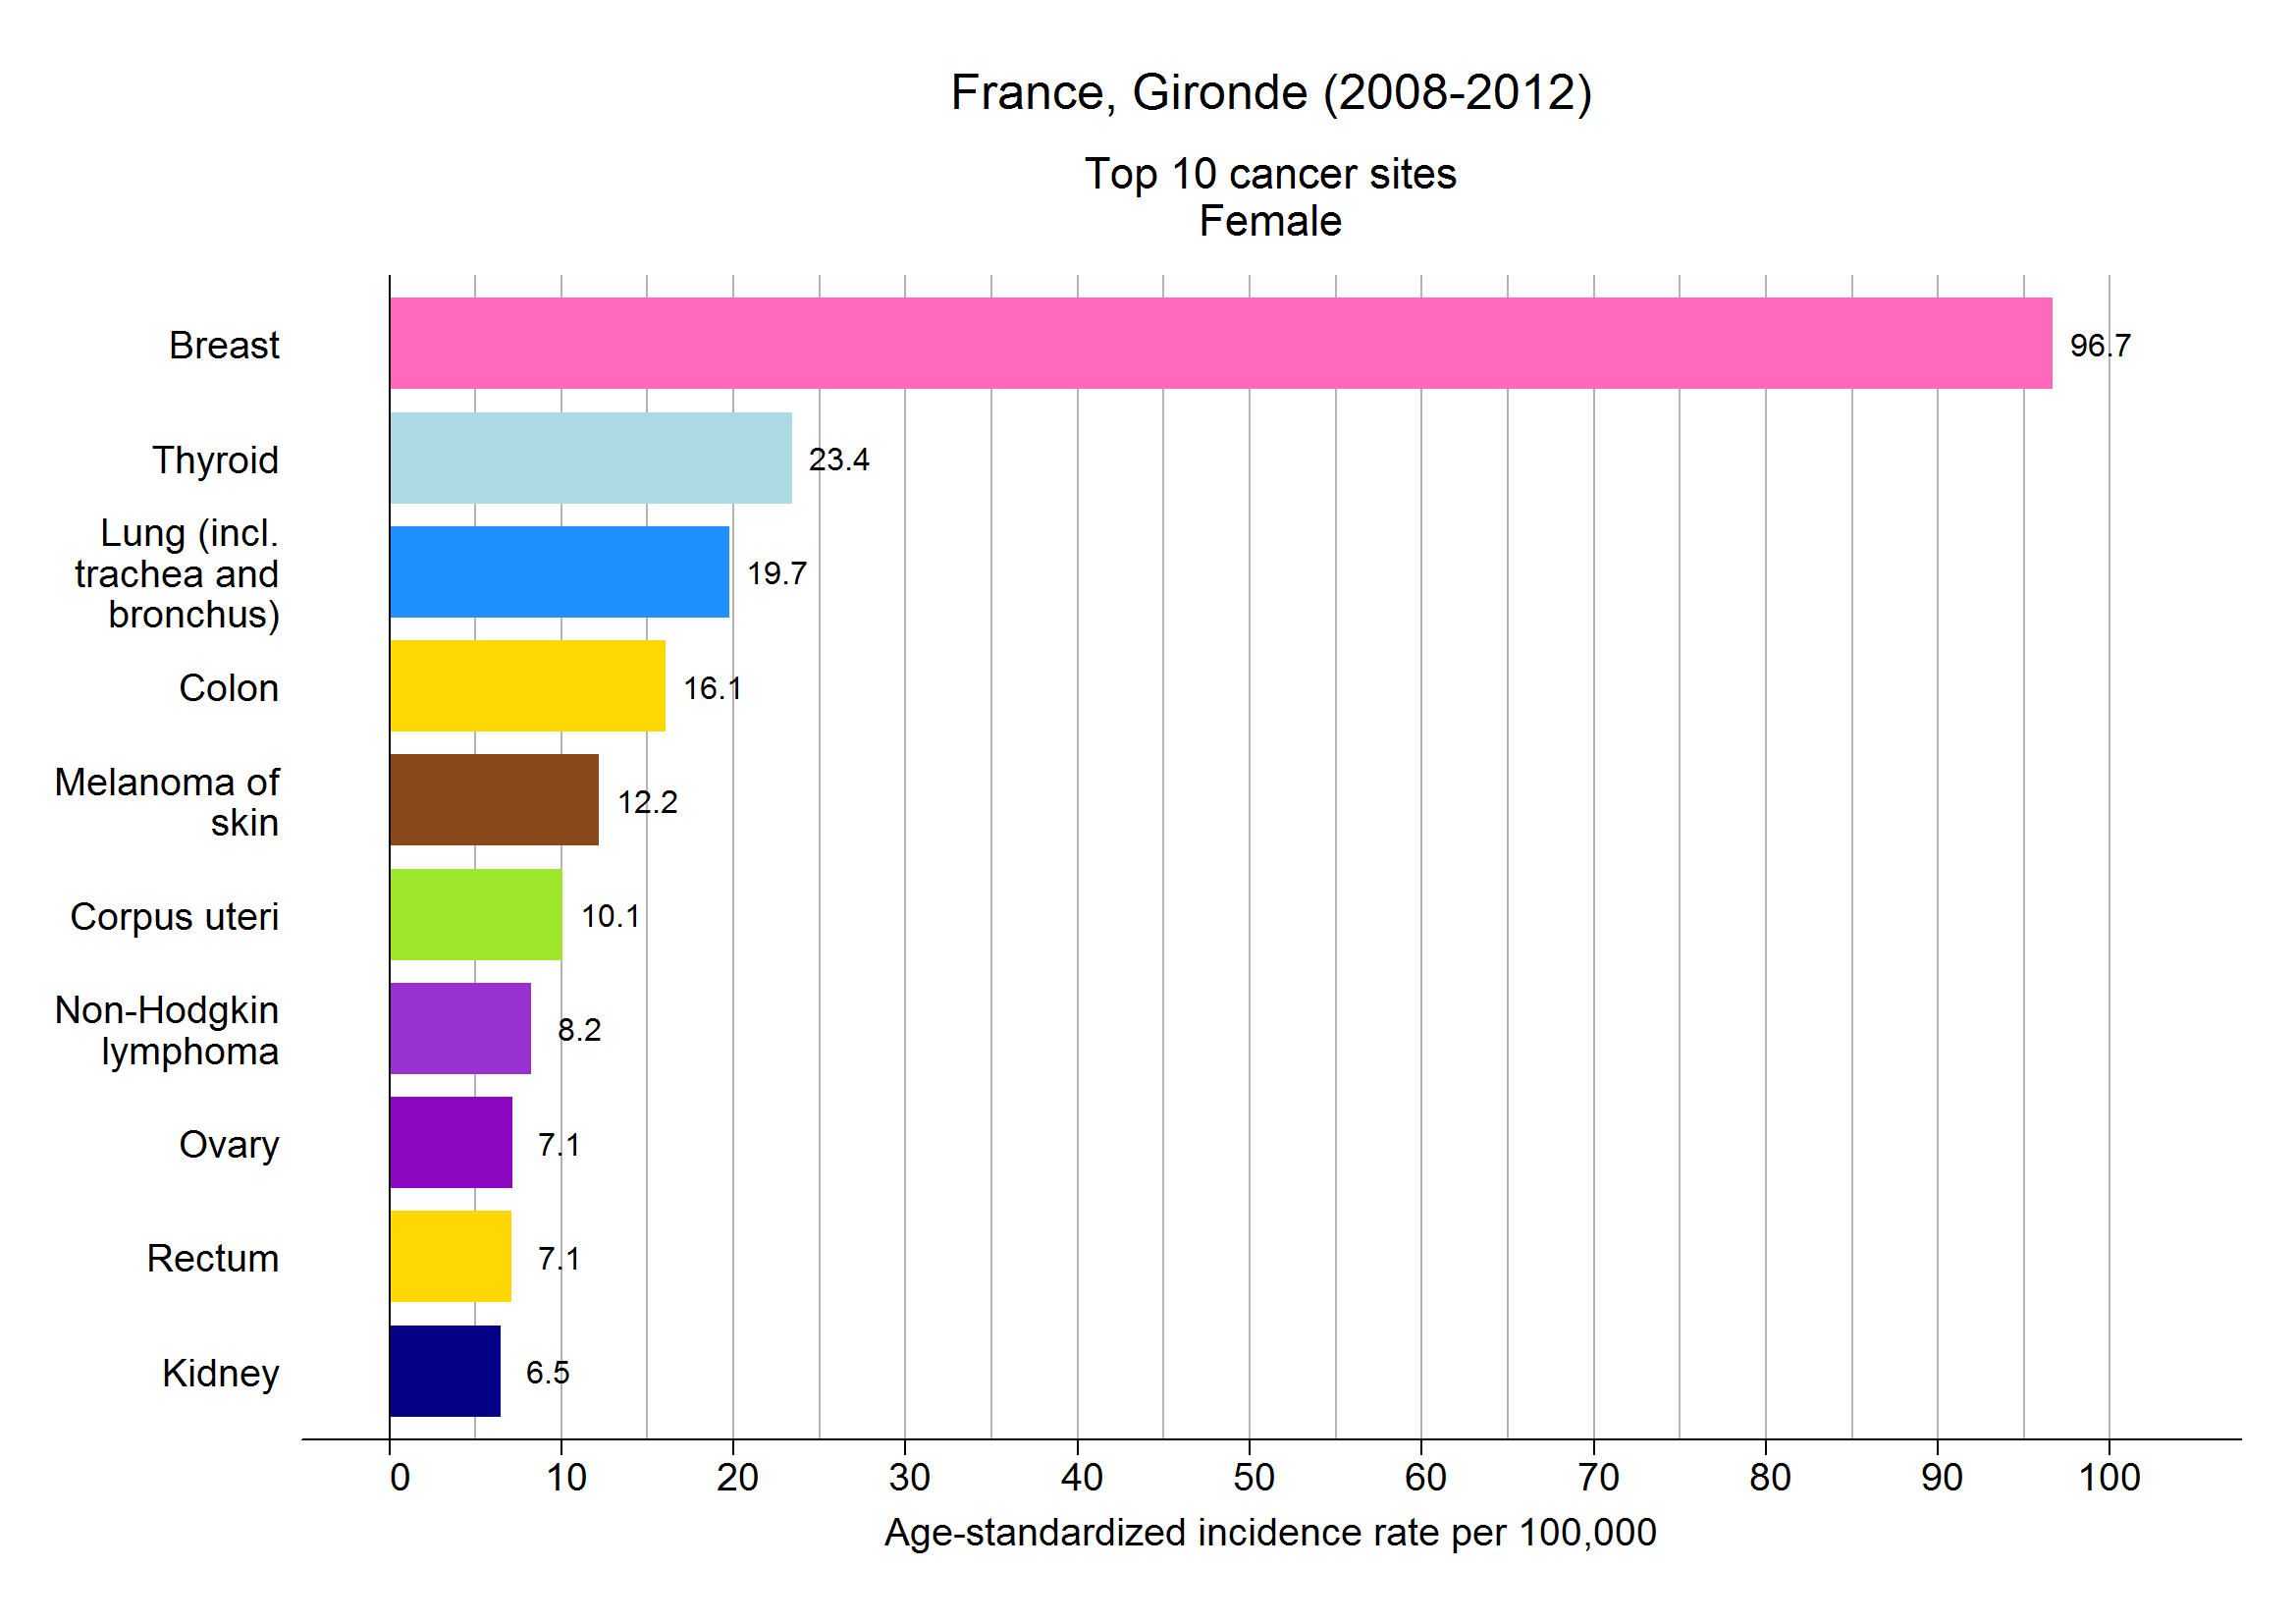 France, Gironde (2008-2012)
Top 10 cancer sites
Female
Breast
96.7
Thyroid
23.4
Lung (incl.
trachea and
bronchus)
19.7
Colon
16.1
Melanoma of
skin
12.2
Corpus uteri
10.1
Non-Hodgkin
lymphoma
8.2
Ovary
7.1
Rectum
7.1
Kidney
6.5
0 10 20 30 40 50 60 70 80 90 100
Age-standardized incidence rate per 100,000